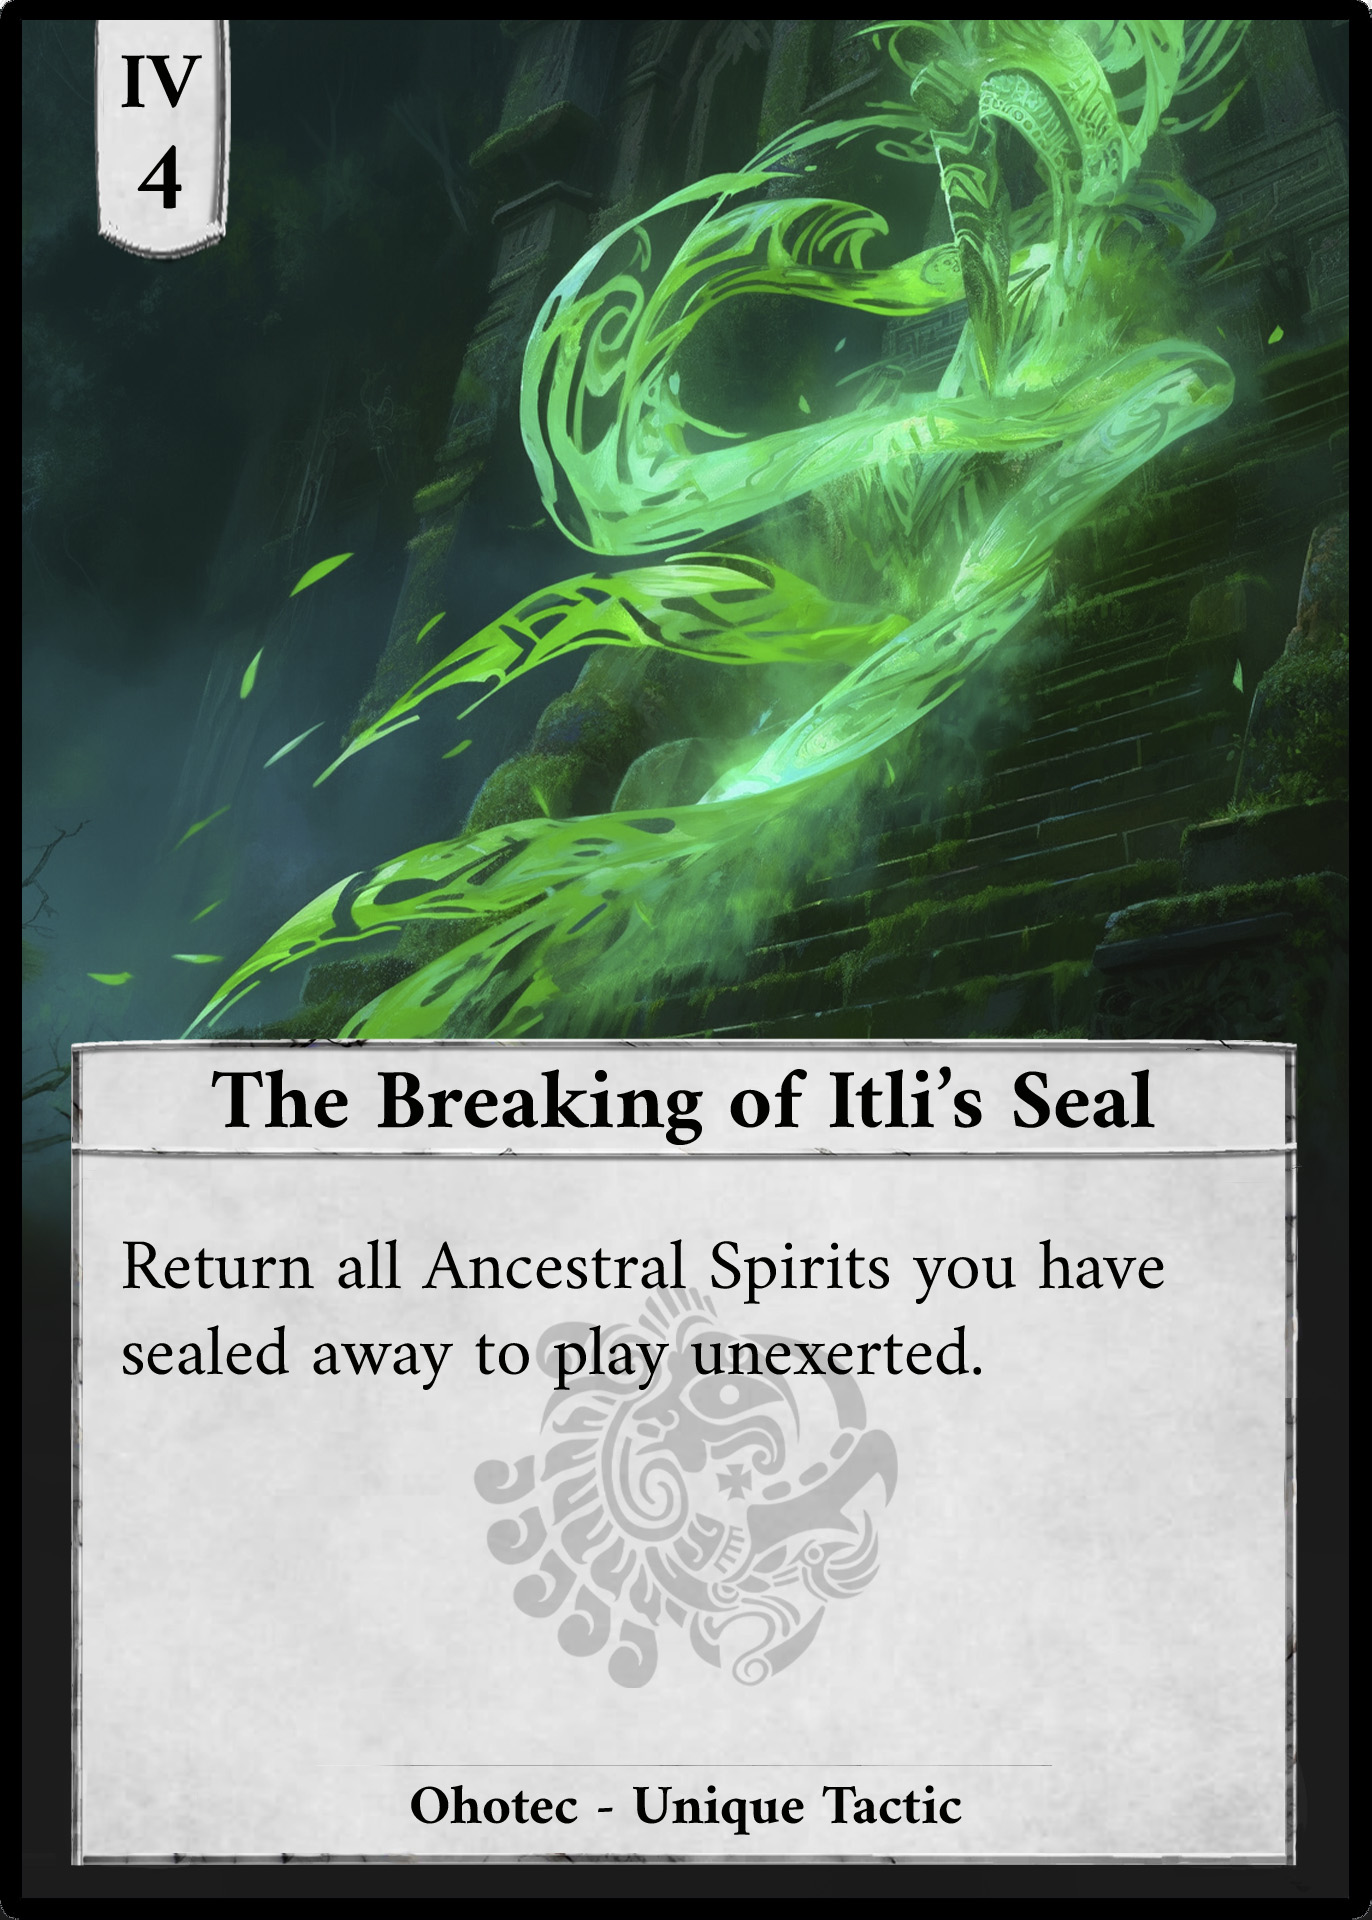 IV
4
The Breaking of Itli’s Seal
Return all Ancestral Spirits you have
sealed away to play unexerted.
Ohotec - Unique Tactic